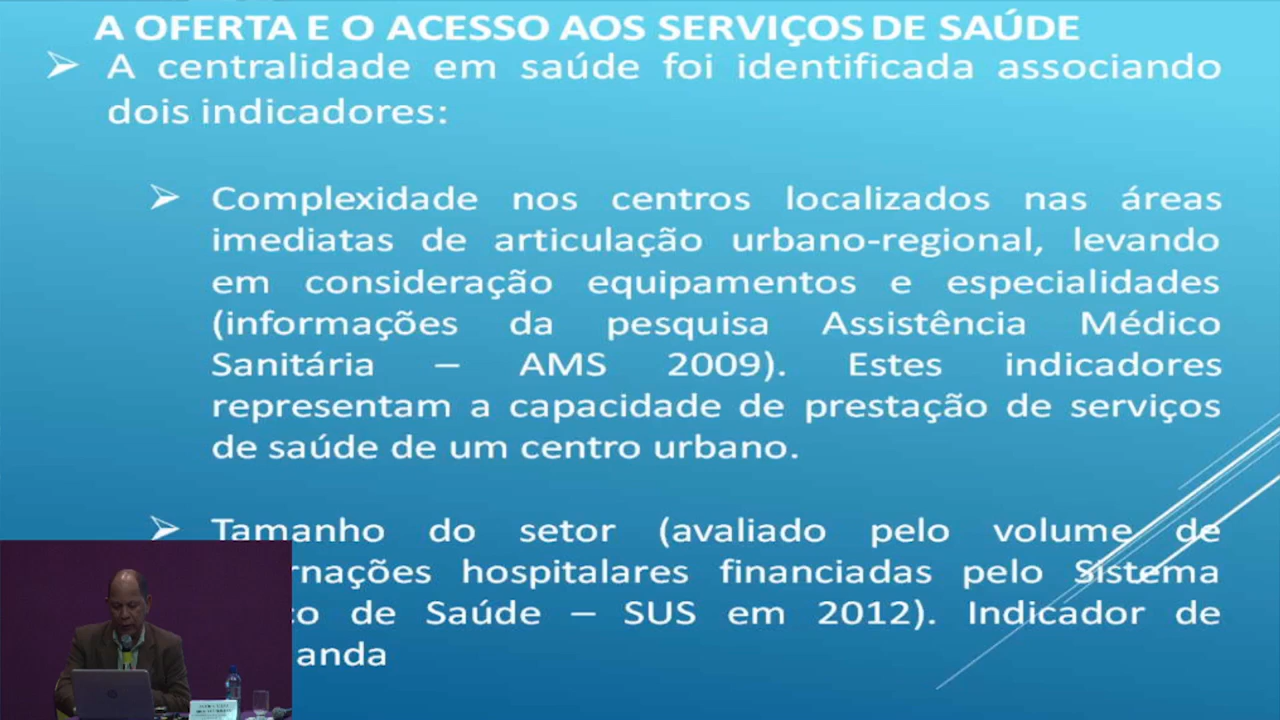 A OFERTA E O ACESSO AOS SERVIÇOS DE SAÚDE
➢ A centralidade em saúde foi identificada associando
dois indicadores:
➢ Complexidade nos centros localizados nas áreas
imediatas de articulação urbano-regional, levando
em consideração equipamentos e especialidades
(informações da pesquisa Assistência Médico
Sanitária – AMS 2009). Estes indicadores
representam a capacidade de prestação de serviços
de saúde de um centro urbano.
➢ Tamanho do setor (avaliado pelo volume de
rnações hospitalares financiadas pelo Sistema
co de Saúde – SUS em 2012). Indicador de
anda